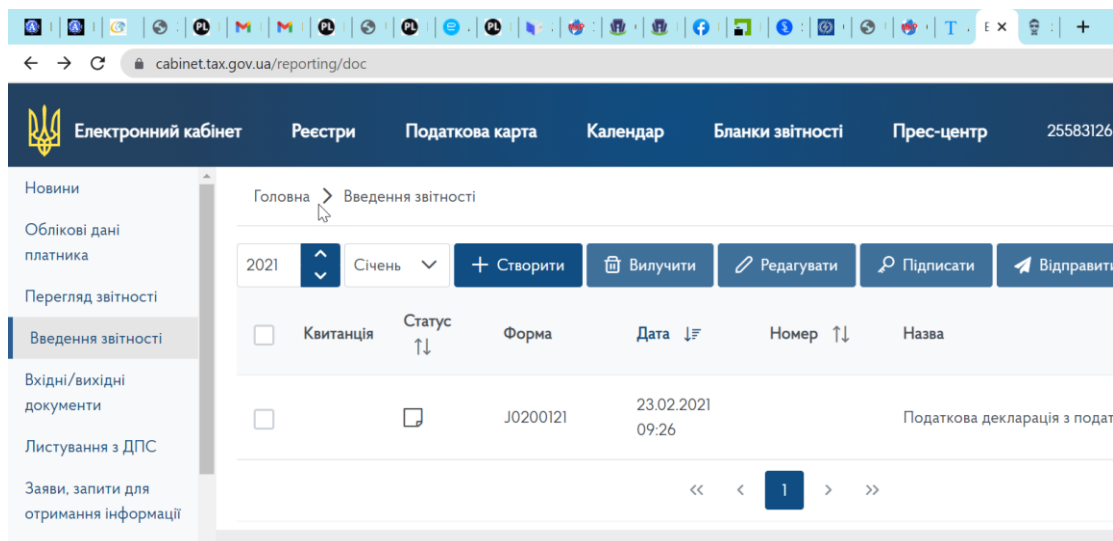 cabinet.tax.gov.ua/reporting/doc
Електронний кабінет Реєстри Податкова карта Календар Бланки звітності Прес-центр 25583126
Новини
Облікові дані
платника
Перегляд звітності
Введення звітності
Вхідні/вихідні
документи
Листування з ДПС
Заяви, запити для
отримання інформації
Головна > Введення звітності
2021 Січень + Створити Вилучити Редагувати Підписати Відправити
Квитанція Статус Форма Дата Номер Назва
J0200121 23.02.2021
09:26
Податкова декларація з подат
<< < 1 > >>